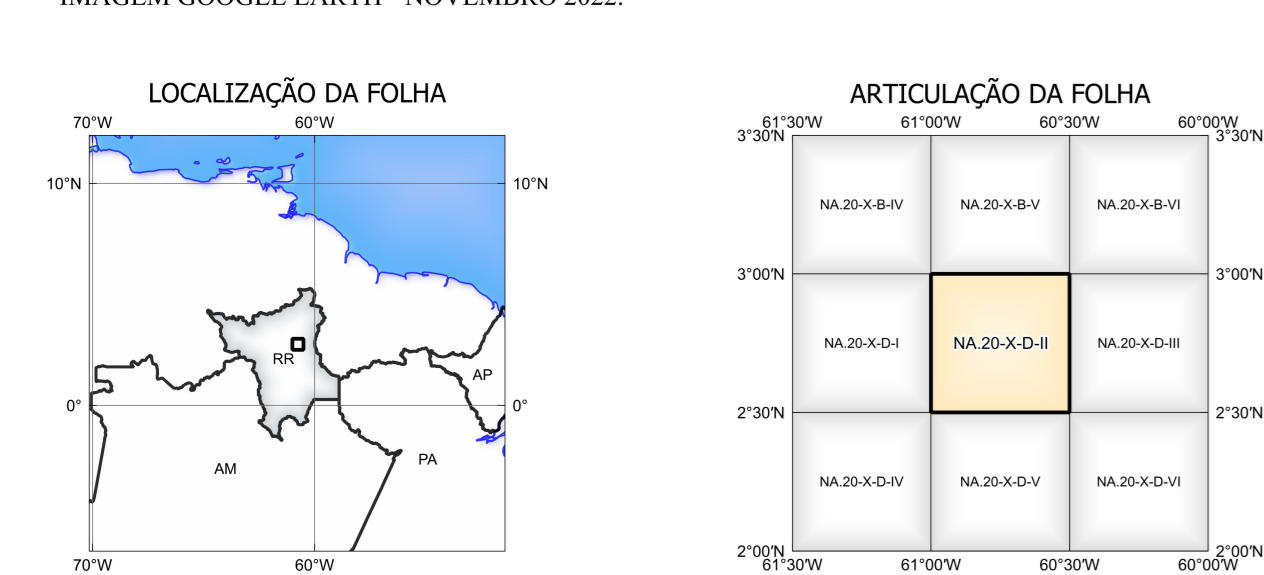 IMAGEM GOOGLE EARTH - NOVEMBRO 2022.
LOCALIZAÇÃO DA FOLHA
70°W 60°W
10°N 10°N
RR
AP
0° 0°
AM
PA
70°W 60°W
ARTICULAÇÃO DA FOLHA
61°30'W 61°00'W 60°30'W 60°00'W
3°30'N 3°30'N
NA.20-X-B-IV NA.20-X-B-V NA.20-X-B-VI
3°00'N 3°00'N
NA.20-X-D-I NA.20-X-D-II NA.20-X-D-III
2°30'N 2°30'N
NA.20-X-D-IV NA.20-X-D-V NA.20-X-D-VI
2°00'N 2°00'N
61°30'W 61°00'W 60°30'W 60°00'W